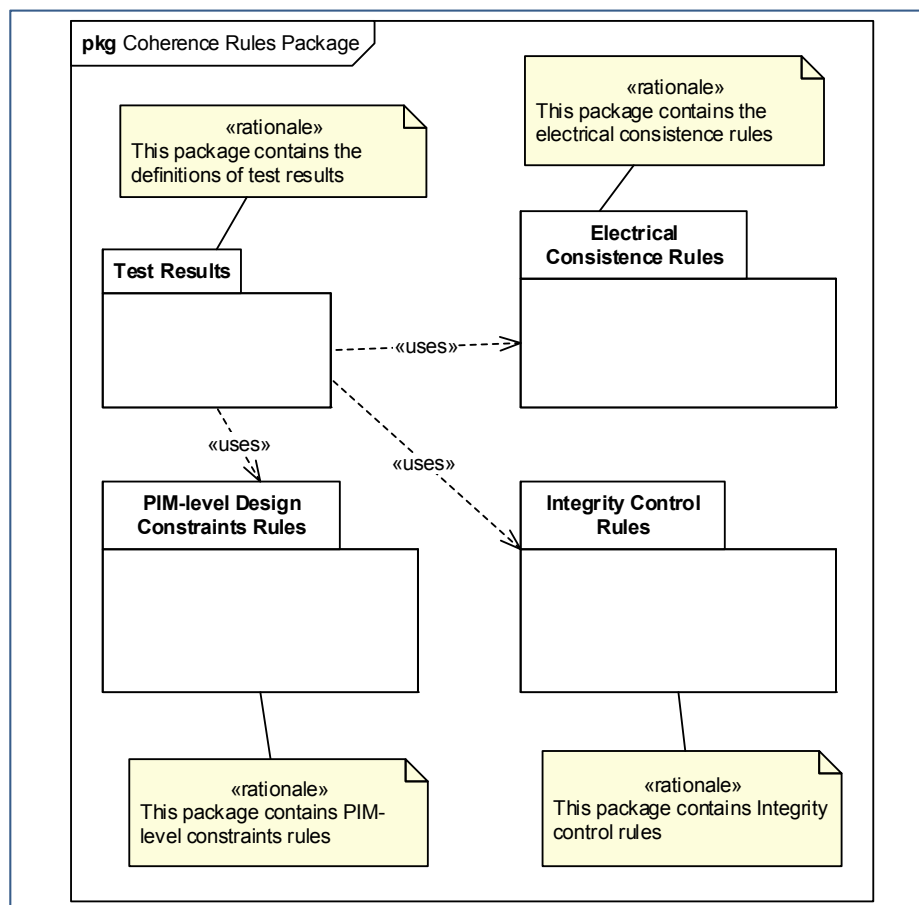 pkg Coherence Rules Package
«rationale»
This package contains the
definitions of test results
«rationale»
This package contains the
electrical consistence rules
Test Results
Electrical
Consistence Rules
«uses»
«uses»
«uses»
PIM-level Design
Constraints Rules
Integrity Control
Rules
«rationale»
This package contains PIM-
level constraints rules
«rationale»
This package contains Integrity
control rules